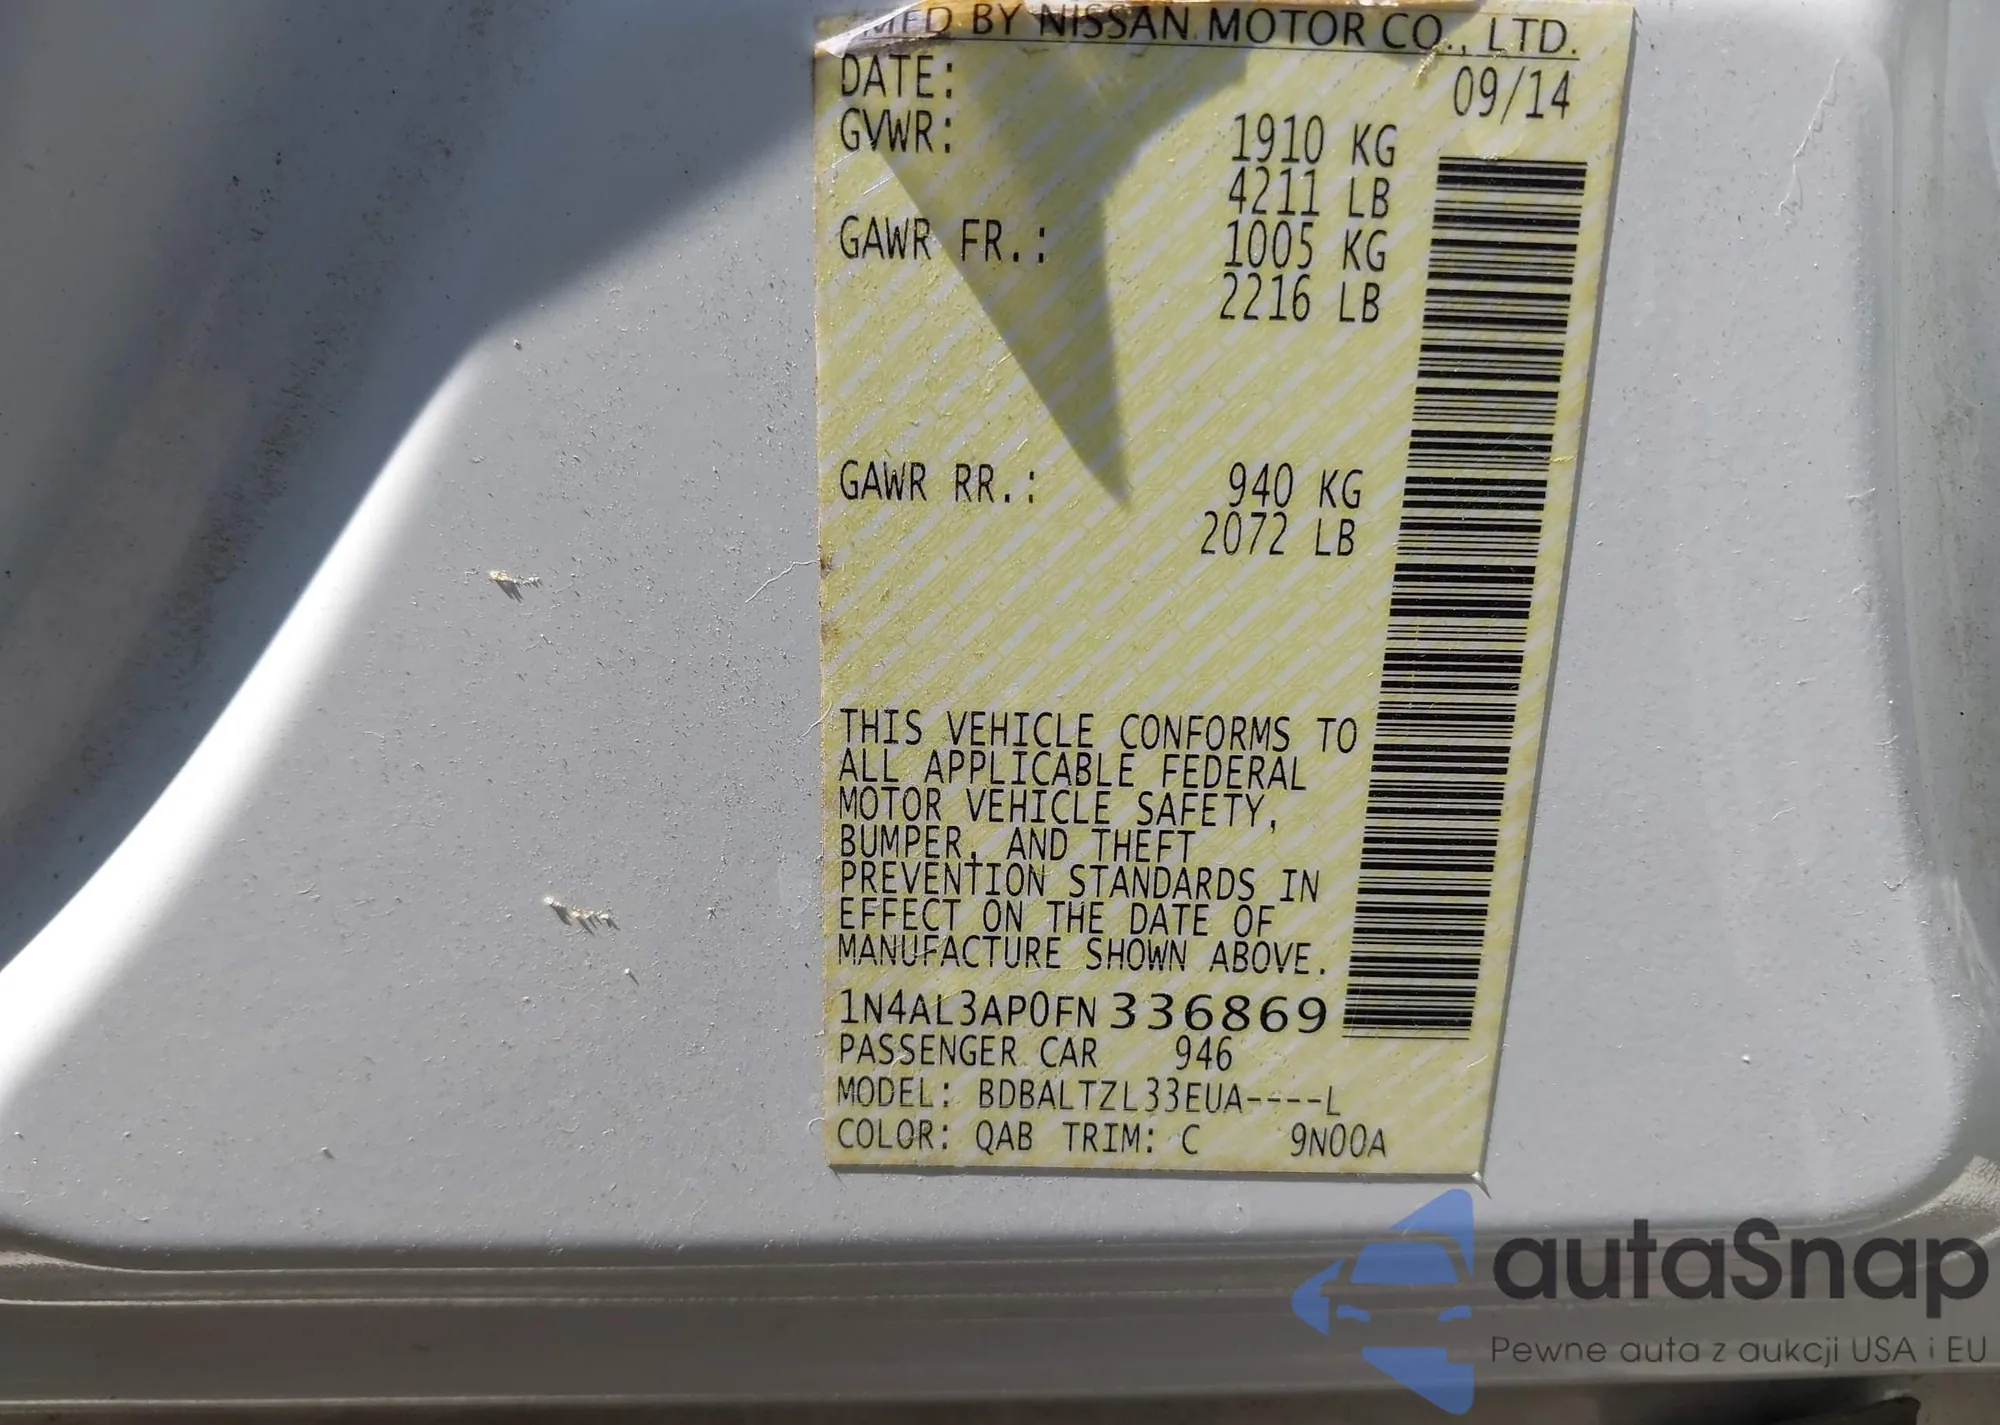 MFD BY NISSAN MOTOR CO., LTD.
DATE: 09/14
GVWR: 1910 KG
4211 LB
GAWR FR.: 1005 KG
2216 LB
GAWR RR.: 940 KG
2072 LB
THIS VEHICLE CONFORMS TO
ALL APPLICABLE FEDERAL
MOTOR VEHICLE SAFETY,
BUMPER, AND THEFT
PREVENTION STANDARDS IN
EFFECT ON THE DATE OF
MANUFACTURE SHOWN ABOVE.
1N4AL3AP0FN336869
PASSENGER CAR 946
MODEL: BDBALTZL33EUA----L
COLOR: QAB TRIM: C 9N00A
autaSnap
Pewne auta z aukcji USA i EU